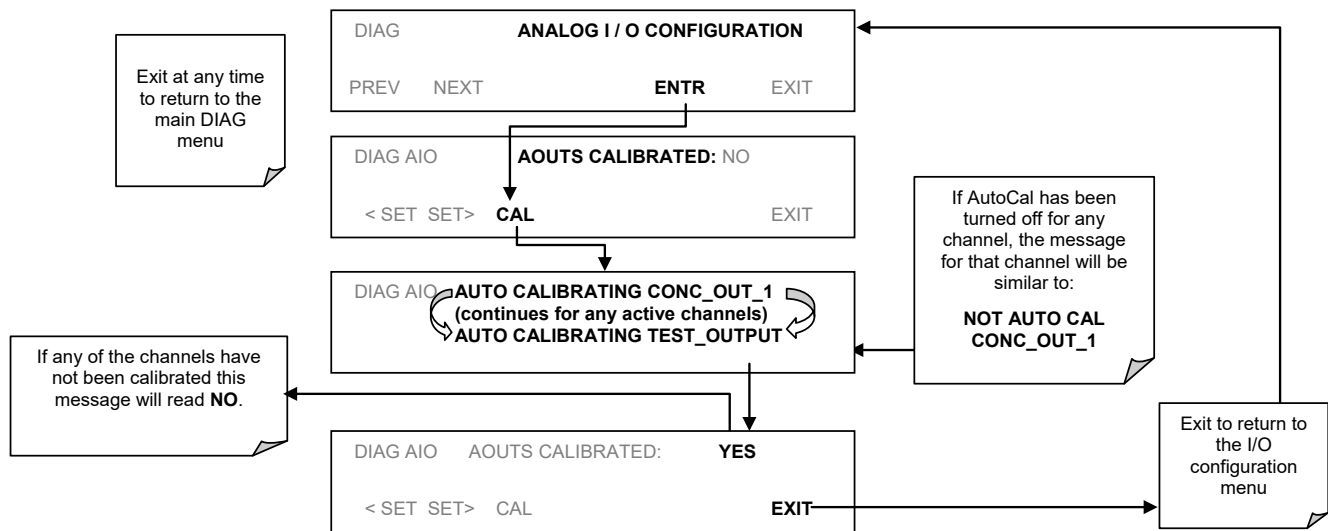 DIAG ANALOG I / O CONFIGURATION
PREV NEXT ENTR EXIT
Exit at any time
to return to the
main DIAG
menu
DIAG AIO AOUTS CALIBRATED: NO
< SET SET> CAL EXIT
If AutoCal has been
turned off for any
channel, the message
for that channel will be
similar to:
NOT AUTO CAL
CONC_OUT_1
DIAG AIO AUTO CALIBRATING CONC_OUT_1
(continues for any active channels)
AUTO CALIBRATING TEST_OUTPUT
If any of the channels have
not been calibrated this
message will read NO.
DIAG AIO AOUTS CALIBRATED: YES
< SET SET> CAL EXIT
Exit to return to
the I/O
configuration
menu